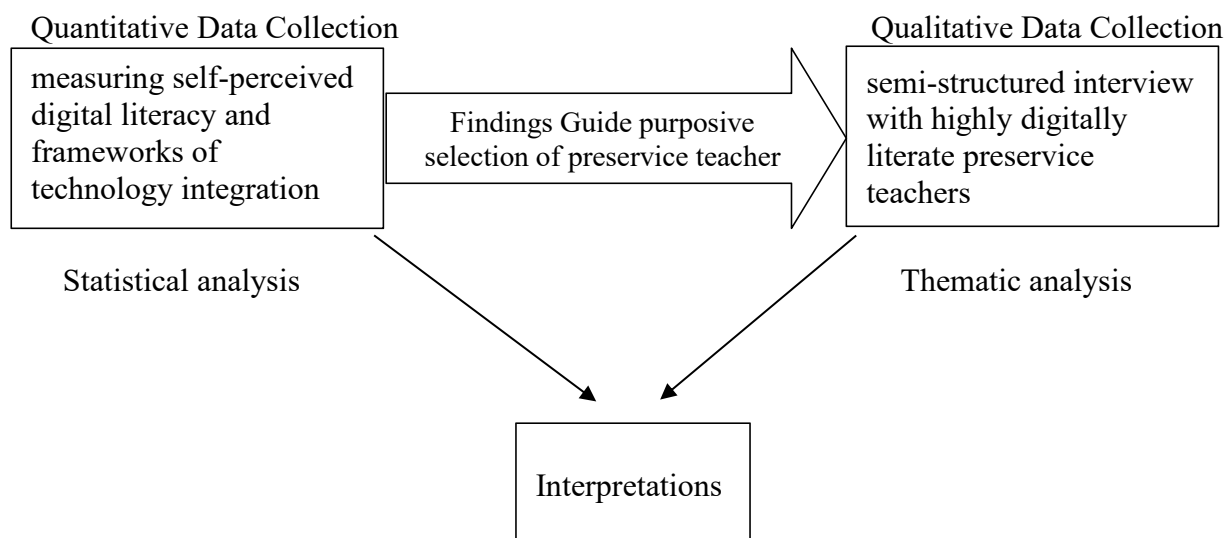 Quantitative Data Collection
measuring self-perceived
digital literacy and
frameworks of
technology integration
Statistical analysis
Findings Guide purposive
selection of preservice teacher
Qualitative Data Collection
semi-structured interview
with highly digitally
literate preservice
teachers
Thematic analysis
Interpretations